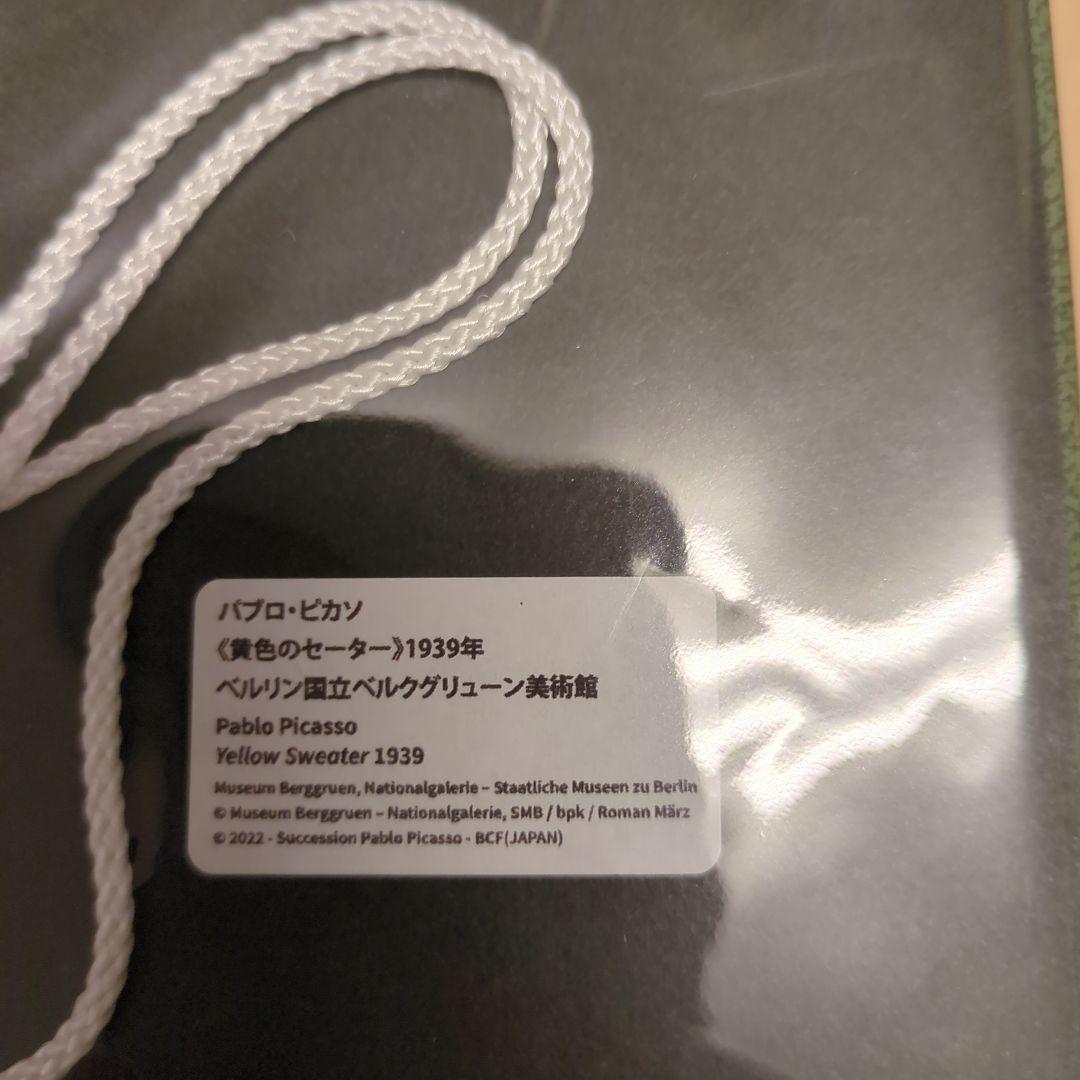 パブロ・ピカソ
《黄色のセーター》1939年
ベルリン国立ベルクグリューン美術館
Pablo Picasso
Yellow Sweater 1939
Museum Berggruen, Nationalgalerie – Staatliche Museen zu Berlin
© Museum Berggruen – Nationalgalerie, SMB / bpk / Roman März
© 2022 - Succession Pablo Picasso - BCF(JAPAN)